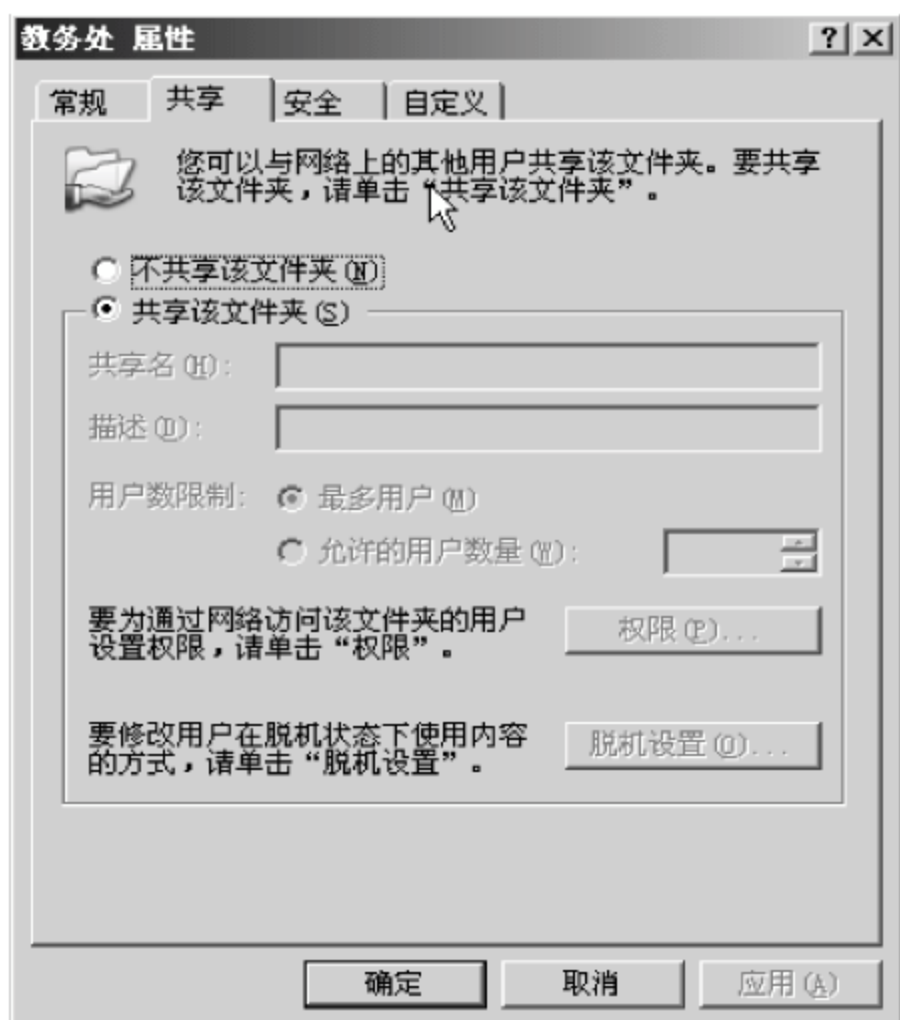 教务处 属性
常规 共享 安全 自定义
您可以与网络上的其他用户共享该文件夹。要共享
该文件夹，请单击“共享该文件夹”。
不共享该文件夹(N)
共享该文件夹(S)
共享名(H):
描述(D):
用户数限制: 最多用户(M)
允许的用户数量(W):
要为通过网络访问该文件夹的用户
设置权限，请单击“权限”。
权限(P)...
要修改用户在脱机状态下使用内容
的方式，请单击“脱机设置”。
脱机设置(O)...
确定 取消 应用(A)